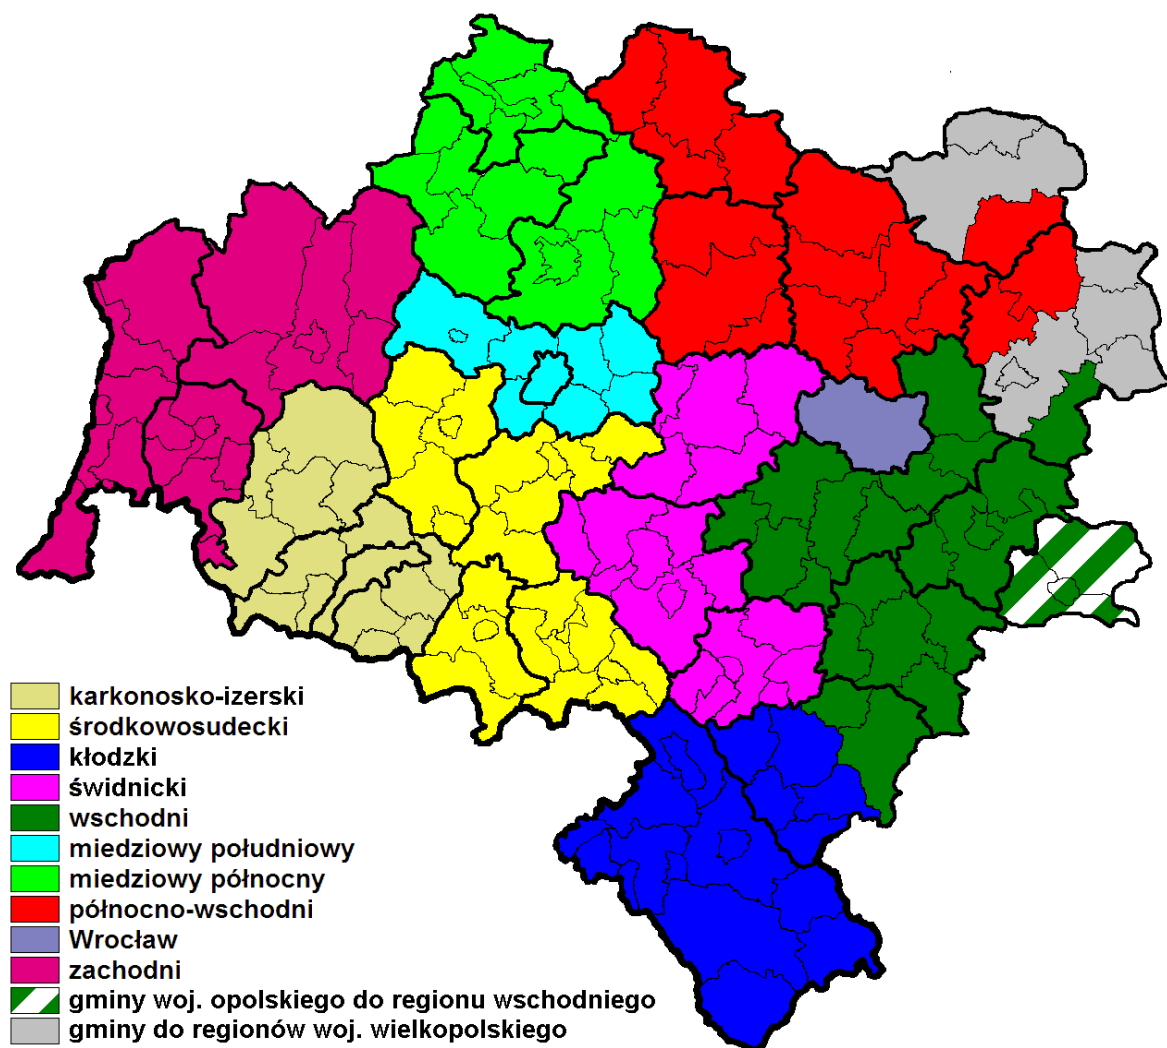 karkonosko-izerski
środkowosudecki
kłodzki
świdnicki
wschodni
miedziowy południowy
miedziowy północny
północno-wschodni
Wrocław
zachodni
gminy woj. opolskiego do regionu wschodniego
gminy do regionów woj. wielkopolskiego